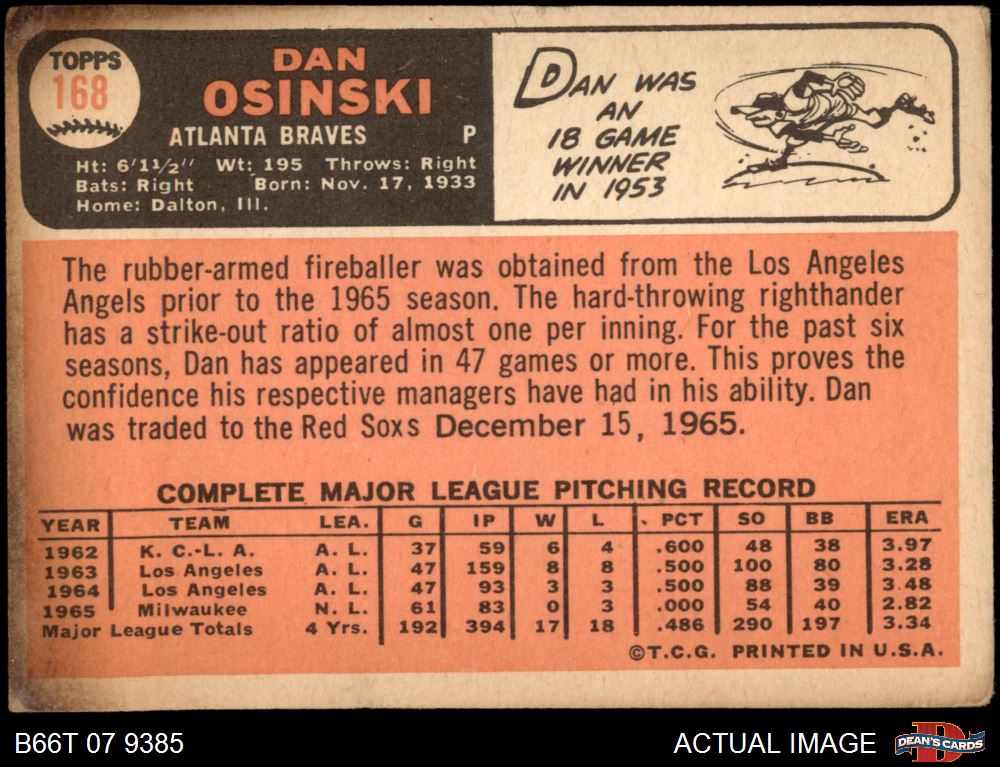 TOPPS
168
DAN
OSINSKI
ATLANTA BRAVES P
Ht: 6'1½" Wt: 195 Throws: Right
Bats: Right Born: Nov. 17, 1933
Home: Dalton, Ill.
DAN WAS
AN
18 GAME
WINNER
IN 1953
The rubber-armed fireballer was obtained from the Los Angeles
Angels prior to the 1965 season. The hard-throwing righthander
has a strike-out ratio of almost one per inning. For the past six
seasons, Dan has appeared in 47 games or more. This proves the
confidence his respective managers have had in his ability. Dan
was traded to the Red Soxs December 15, 1965.
COMPLETE MAJOR LEAGUE PITCHING RECORD
YEAR TEAM LEA. G IP W L PCT SO BB ERA
1962 K. C.-L. A. A. L. 37 59 6 4 .600 48 38 3.97
1963 Los Angeles A. L. 47 159 8 8 .500 100 80 3.28
1964 Los Angeles A. L. 47 93 3 3 .500 88 39 3.48
1965 Milwaukee N. L. 61 83 0 3 .000 54 40 2.82
Major League Totals 4 Yrs. 192 394 17 18 .486 290 197 3.34
©T.C.G. PRINTED IN U.S.A.
B66T 07 9385 ACTUAL IMAGE DEAN'S CARDS